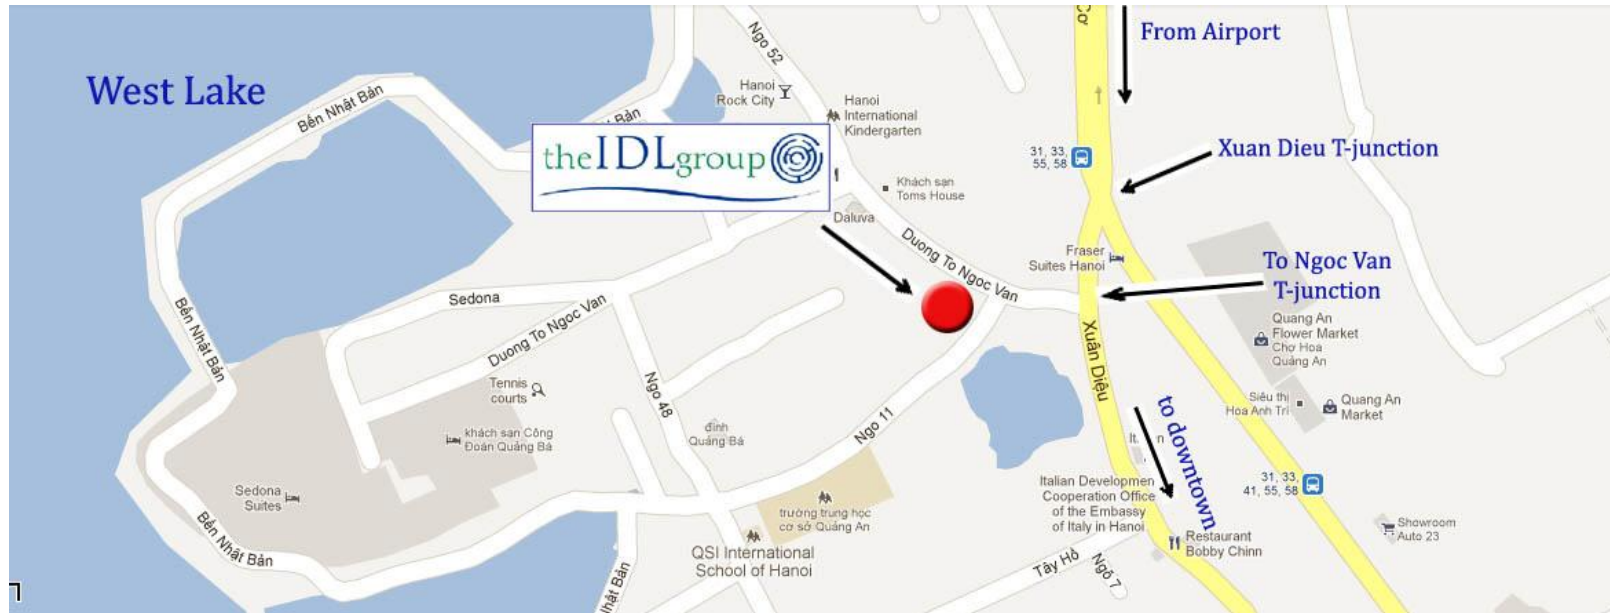 West Lake
From Airport
Cơ
Ngo 52
Hanoi
Rock City
Hanoi
International
Kindergarten
Bến Nhật Bản
Bản
theIDLgroup
31, 33,
55, 58
Xuan Dieu T-junction
Khách sạn
Toms House
Daluva
Duong To Ngoc Van
Fraser
Suites Hanoi
To Ngoc Van
T-junction
Sedona
Duong To Ngoc Van
Bến Nhật Bản
Quang An
Flower Market
Chợ Hoa
Quảng An
Xuân Diệu
Tennis
courts
Ngo 48
Siêu thị
Hoa Anh Trí
Quang An
Market
to downtown
Ngo 11
đình
Quảng Bá
khách sạn Công
Đoàn Quảng Bá
Sedona
Suites
31, 33,
41, 55, 58
Italian Developmen
Cooperation Office
of the Embassy
of Italy in Hanoi
trường trung học
cơ sở Quảng An
Bến Nhật Bản
QSI International
School of Hanoi
Restaurant
Bobby Chinn
Showroom
Auto 23
Tây Hồ
Ngõ 7
Nhật Bản